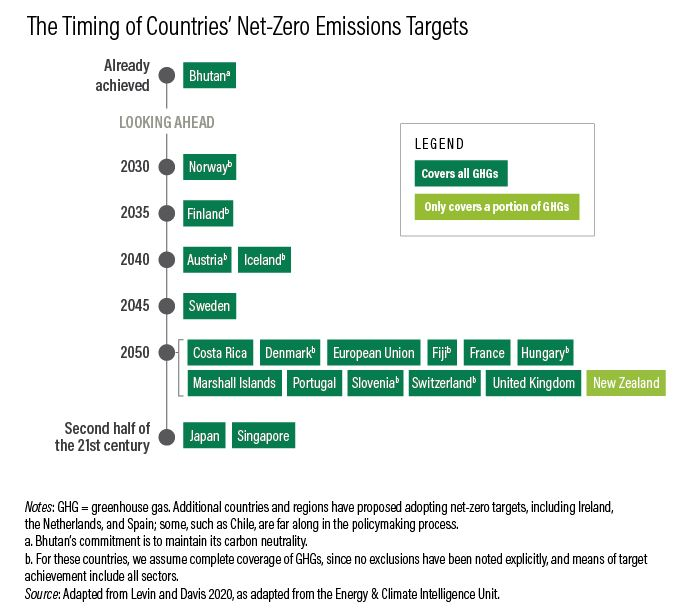 The Timing of Countries' Net-Zero Emissions Targets
Already
achieved
Bhutanᵃ
LOOKING AHEAD
LEGEND
Covers all GHGs
Only covers a portion of GHGs
2030
Norwayᵇ
2035
Finlandᵇ
2040
Austriaᵇ
Icelandᵇ
2045
Sweden
2050
Costa Rica
Denmarkᵇ
European Union
Fijiᵇ
France
Hungaryᵇ
Marshall Islands
Portugal
Sloveniaᵇ
Switzerlandᵇ
United Kingdom
New Zealand
Second half of
the 21st century
Japan
Singapore
Notes: GHG = greenhouse gas. Additional countries and regions have proposed adopting net-zero targets, including Ireland,
the Netherlands, and Spain; some, such as Chile, are far along in the policymaking process.
a. Bhutan's commitment is to maintain its carbon neutrality.
b. For these countries, we assume complete coverage of GHGs, since no exclusions have been noted explicitly, and means of target
achievement include all sectors.
Source: Adapted from Levin and Davis 2020, as adapted from the Energy & Climate Intelligence Unit.